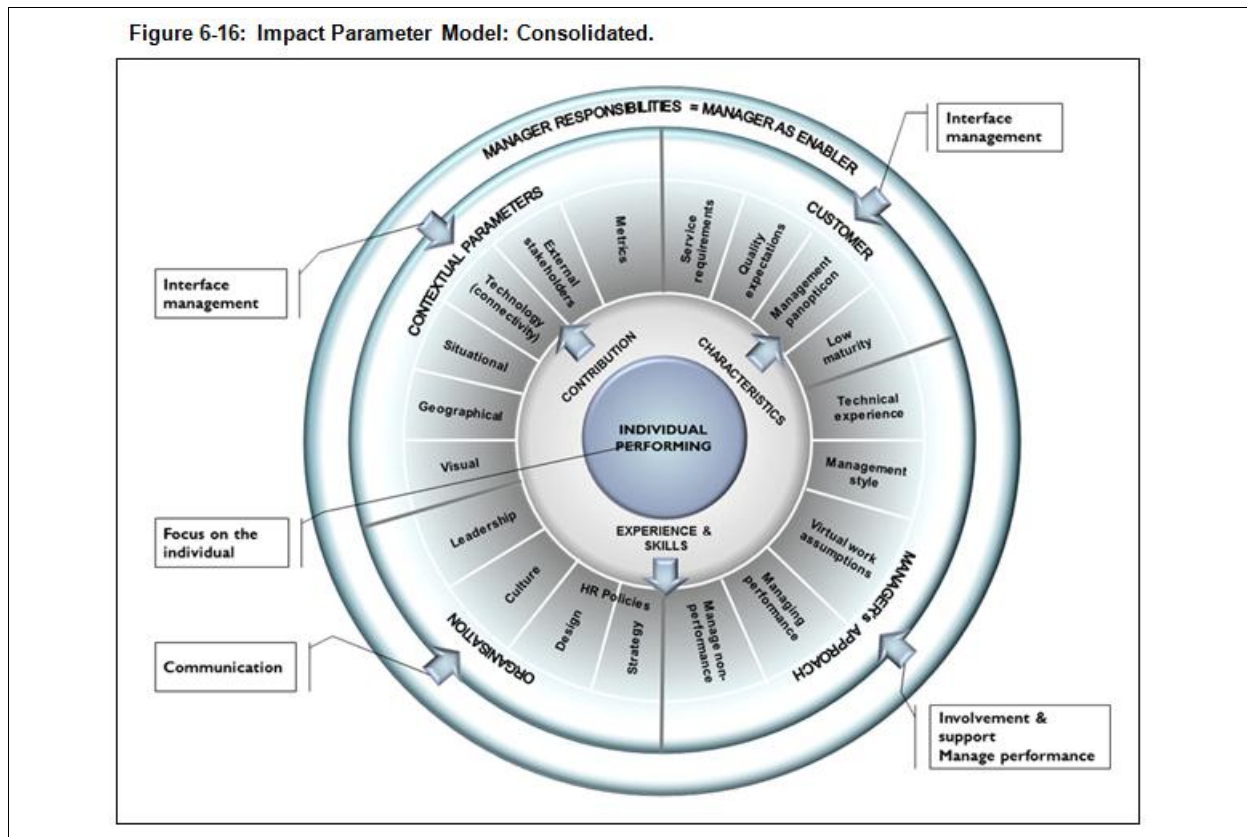 Figure 6-16: Impact Parameter Model: Consolidated.
MANAGER RESPONSIBILITIES = MANAGER AS ENABLER
Interface
management
Interface
management
Focus on the
individual
Communication
Involvement &
support
Manage performance
CONTEXTUAL PARAMETERS
Metrics
External
stakeholders
Technology
(connectivity)
Situational
Geographical
Visual
CUSTOMER
Service
requirements
Quality
expectations
Management
panopticon
Low
maturity
MANAGER's APPROACH
Technical
experience
Management
style
Virtual work
assumptions
Managing
performance
Manage non-
performance
ORGANISATION
Leadership
Culture
HR Policies
Design
Strategy
CONTRIBUTION
CHARACTERISTICS
EXPERIENCE &
SKILLS
INDIVIDUAL
PERFORMING